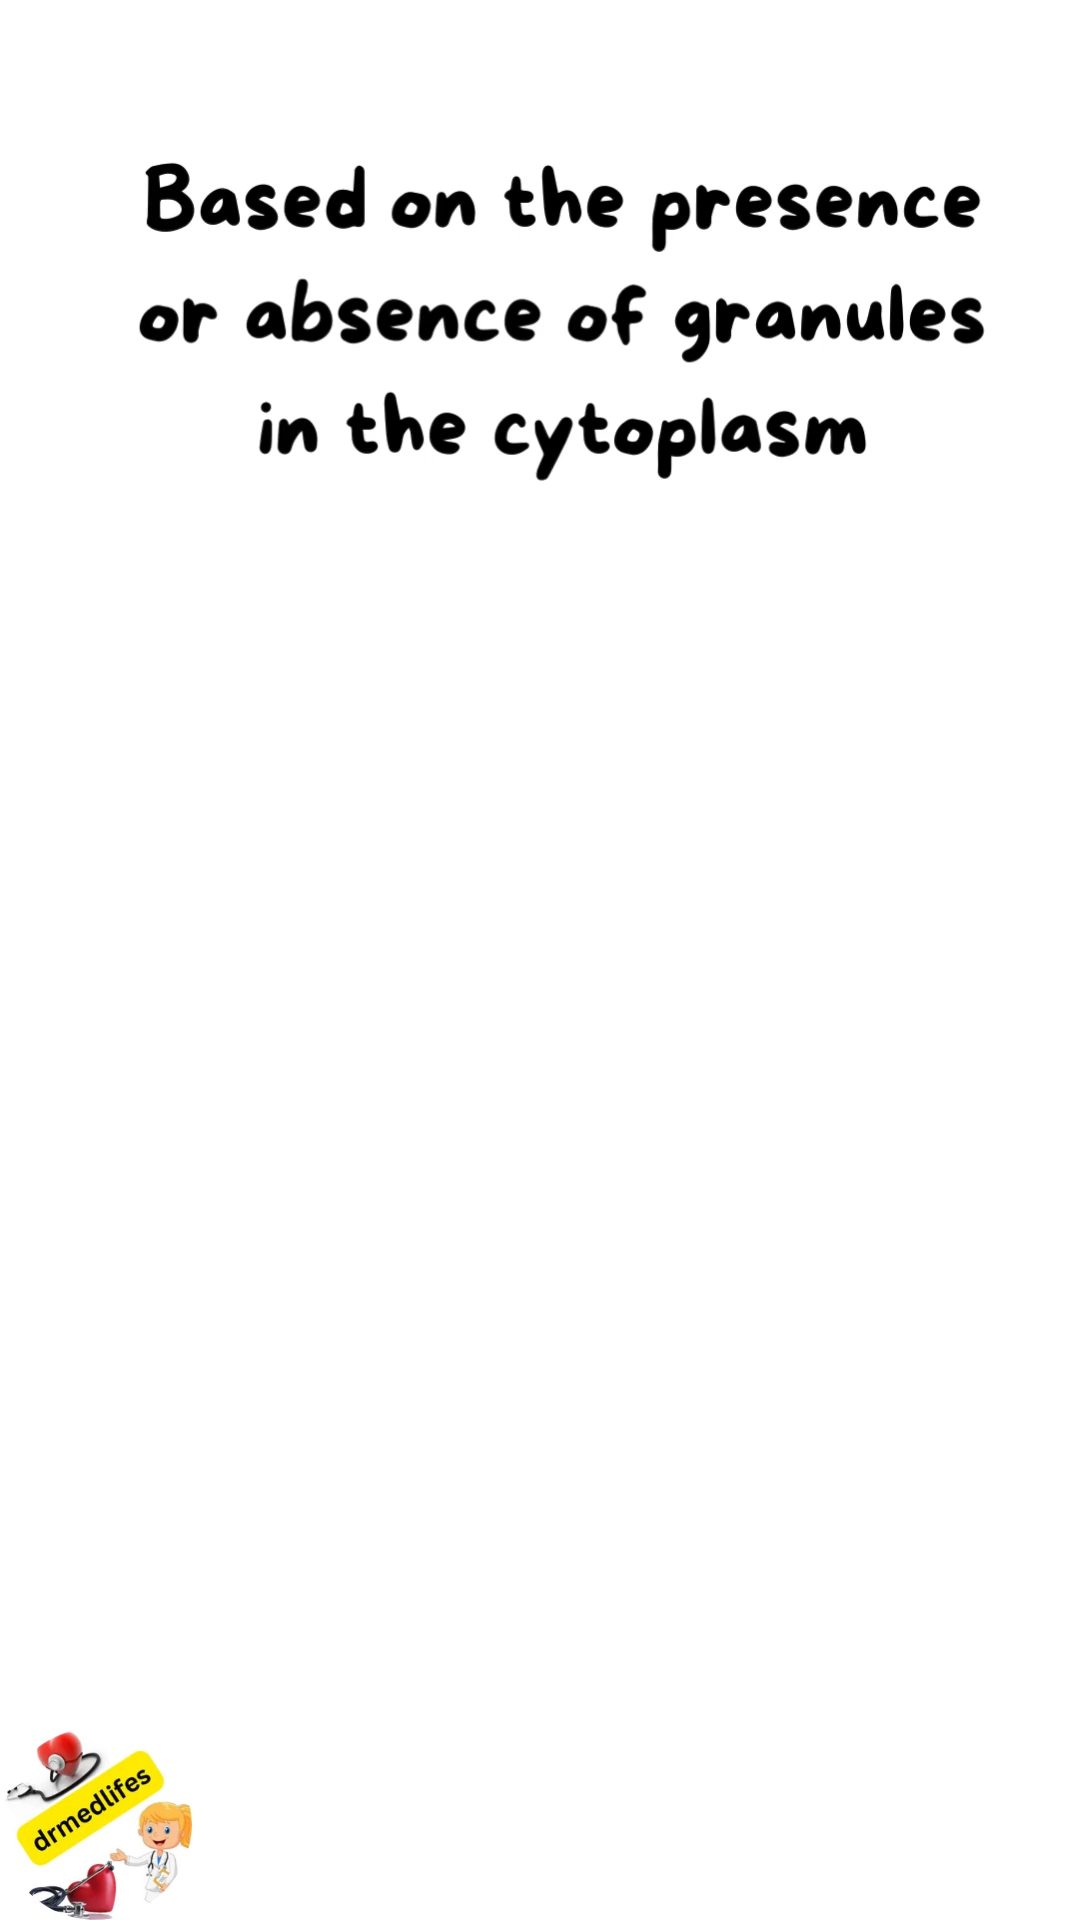 Based on the presence
or absence of granules
in the cytoplasm
drmedlifes